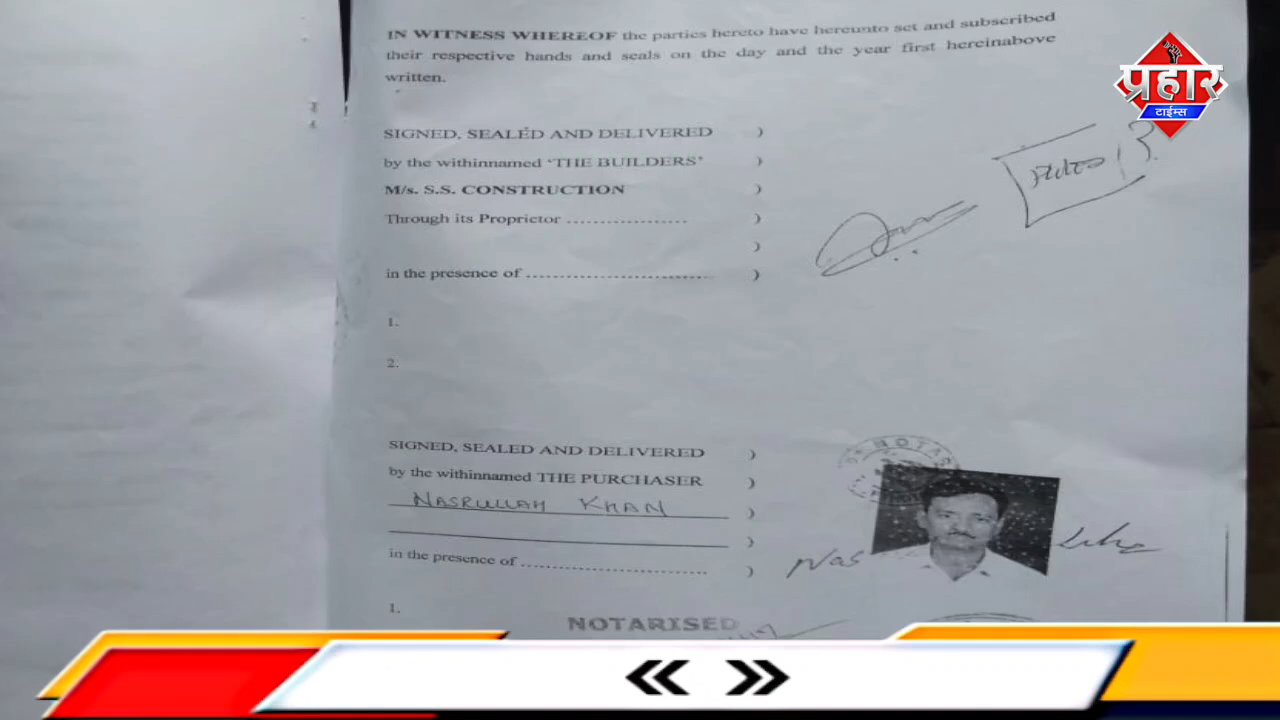 IN WITNESS WHEREOF the parties hereto have hereunto set and subscribed
their respective hands and seals on the day and the year first hereinabove
written.
प्रहार
टाईम्स
SIGNED, SEALED AND DELIVERED )
by the withinnamed ‘THE BUILDERS’ )
M/s. S.S. CONSTRUCTION )
Through its Proprietor .................. )
)
in the presence of ............................ )
1.
2.
SIGNED, SEALED AND DELIVERED )
by the withinnamed THE PURCHASER )
NASRULLAH KHAN )
)
in the presence of ............................ )
Nas
1.
NOTARISED